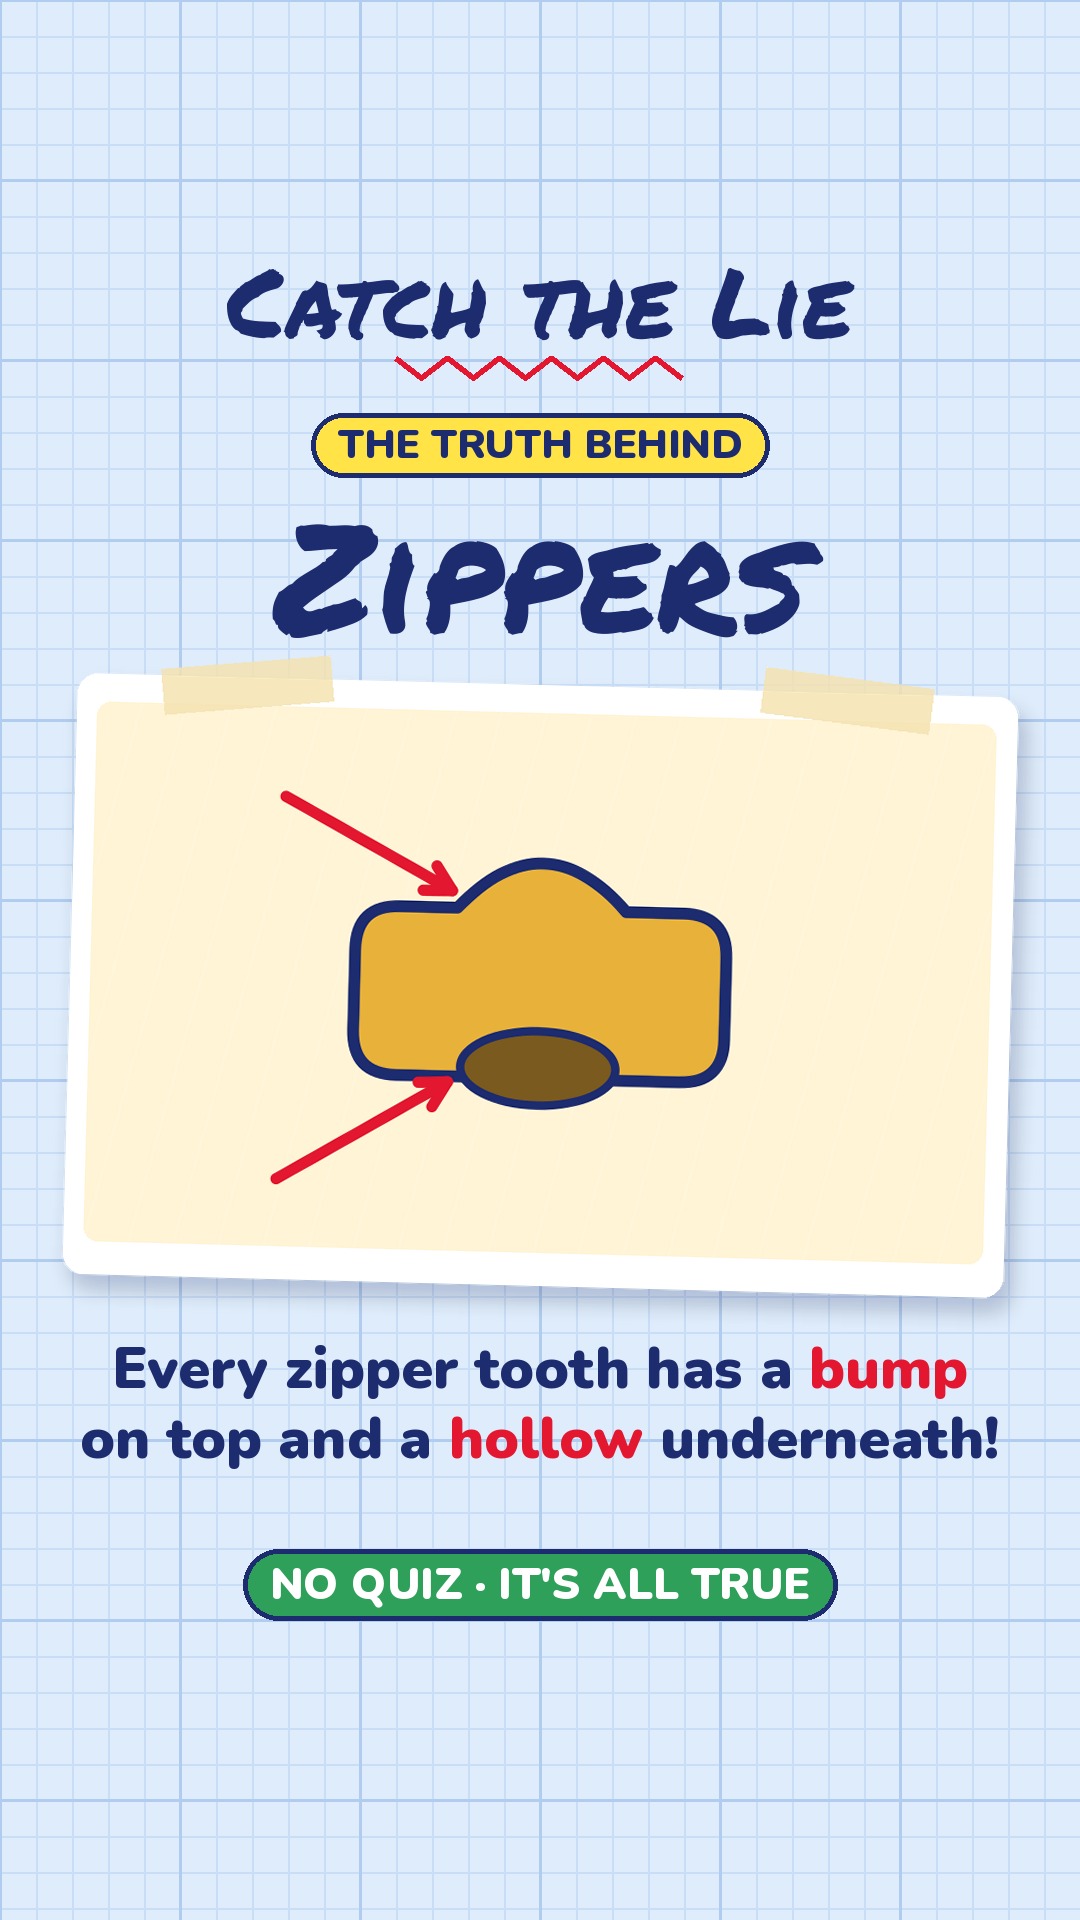 Catch the Lie
THE TRUTH BEHIND
Zippers
Every zipper tooth has a bump
on top and a hollow underneath!
NO QUIZ · IT'S ALL TRUE